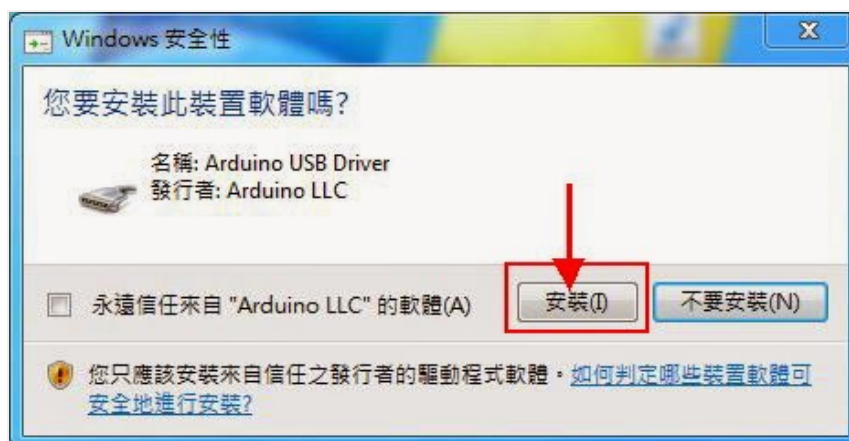 Windows 安全性
您要安裝此裝置軟體嗎?
名稱: Arduino USB Driver
發行者: Arduino LLC
永遠信任來自 "Arduino LLC" 的軟體(A)
安裝(I)
不要安裝(N)
您只應該安裝來自信任之發行者的驅動程式軟體。如何判定哪些裝置軟體可
安全地進行安裝?